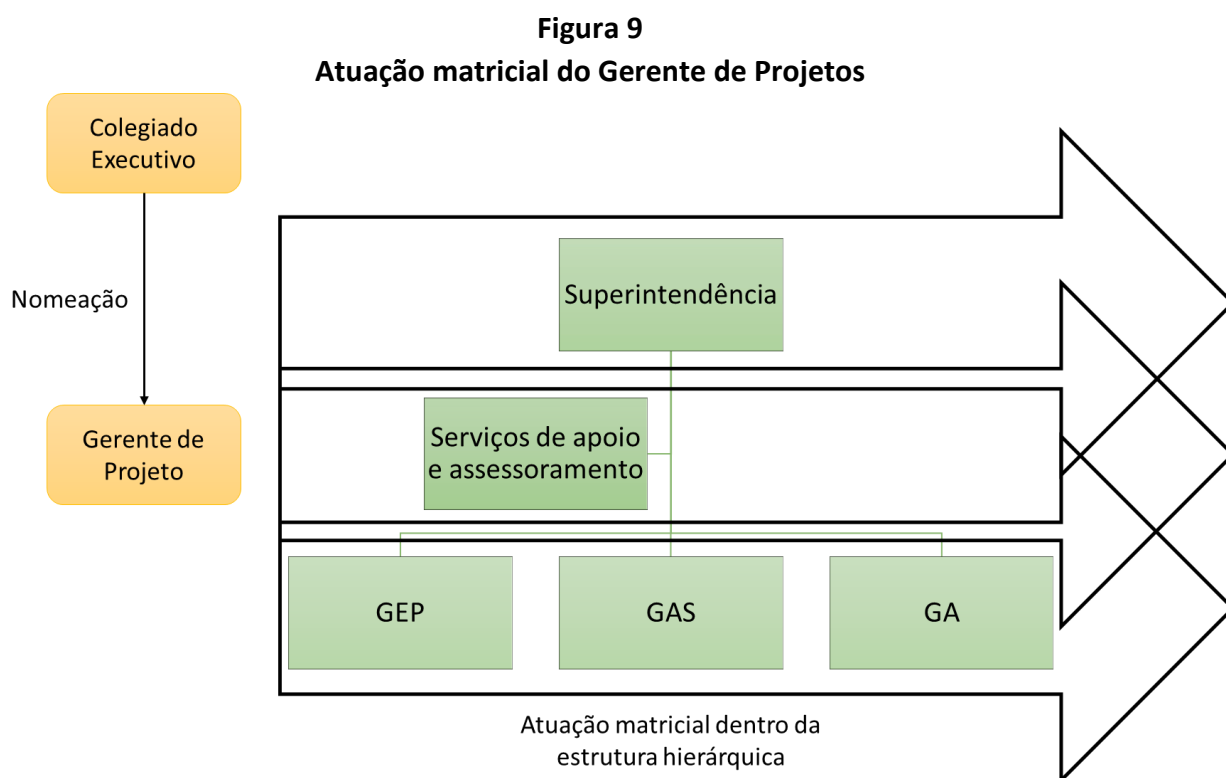 Figura 9
Atuação matricial do Gerente de Projetos
Colegiado
Executivo
Nomeação
Gerente de
Projeto
Superintendência
Serviços de apoio
e assessoramento
GEP
GAS
GA
Atuação matricial dentro da
estrutura hierárquica